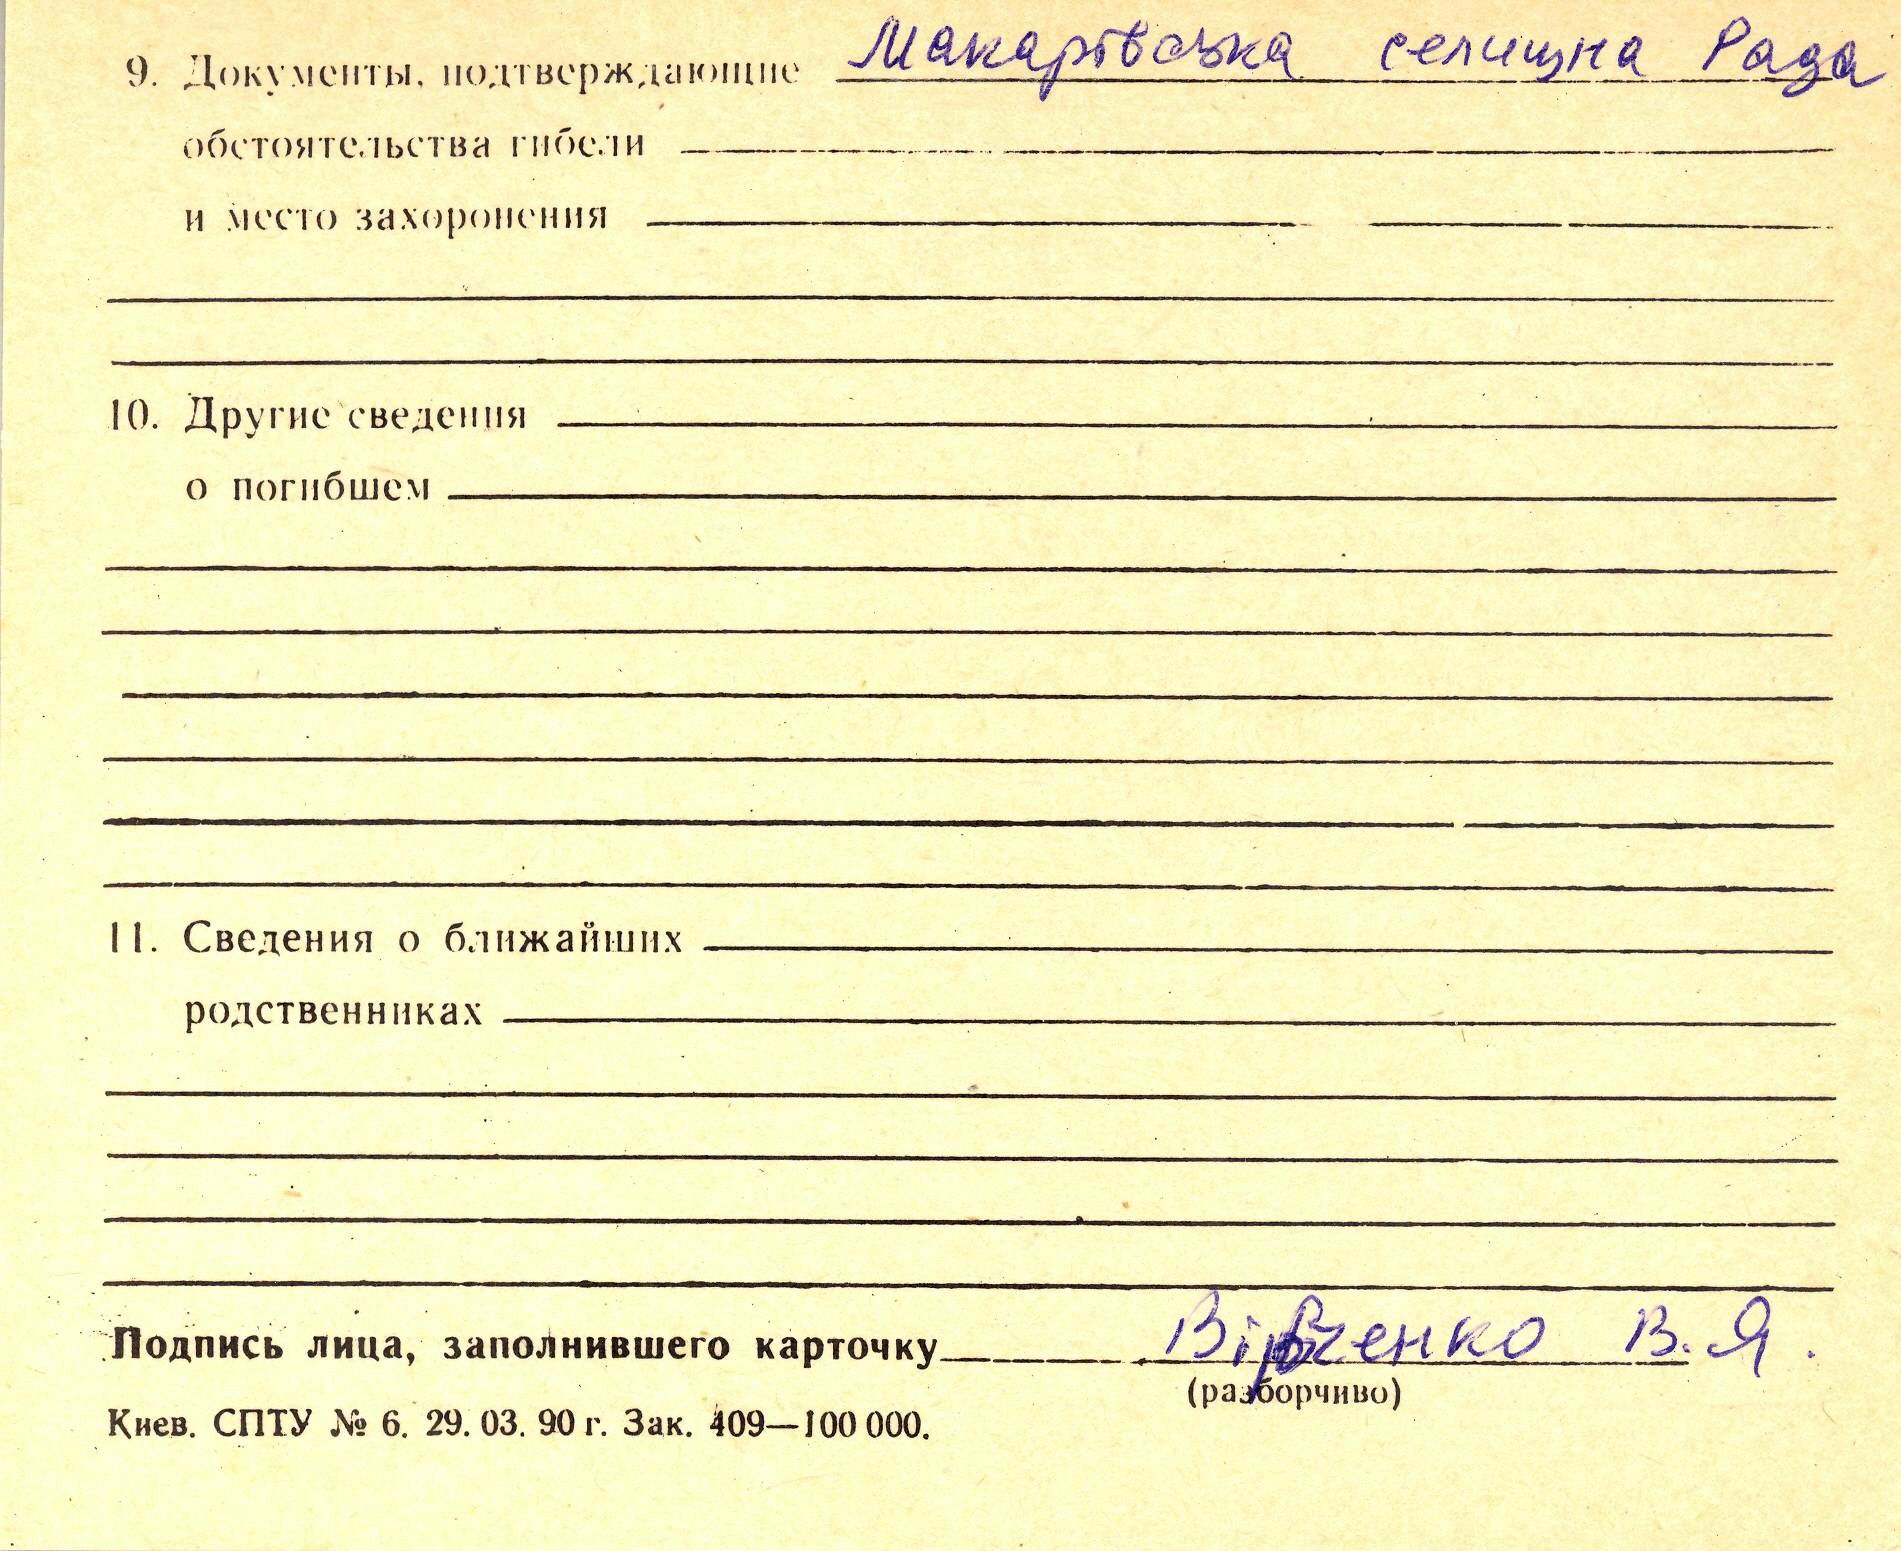 9. Документы, подтверждающие Макарівська селищна Рада
обстоятельства гибели
и место захоронения
10. Другие сведения
о погибшем
11. Сведения о ближайших
родственниках
Подпись лица, заполнившего карточку Вірченко В. Я.
(разборчиво)
Киев. СПТУ № 6. 29. 03. 90 г. Зак. 409—100 000.